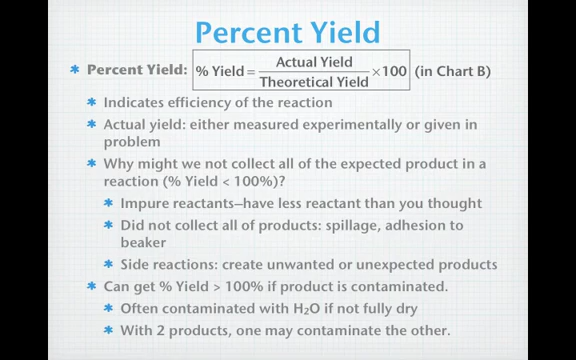 Percent Yield
Percent Yield: % Yield = Actual Yield / Theoretical Yield ×100 (in Chart B)
Indicates efficiency of the reaction
Actual yield: either measured experimentally or given in
problem
Why might we not collect all of the expected product in a
reaction (% Yield < 100%)?
Impure reactants—have less reactant than you thought
Did not collect all of products: spillage, adhesion to
beaker
Side reactions: create unwanted or unexpected products
Can get % Yield > 100% if product is contaminated.
Often contaminated with H₂O if not fully dry
With 2 products, one may contaminate the other.